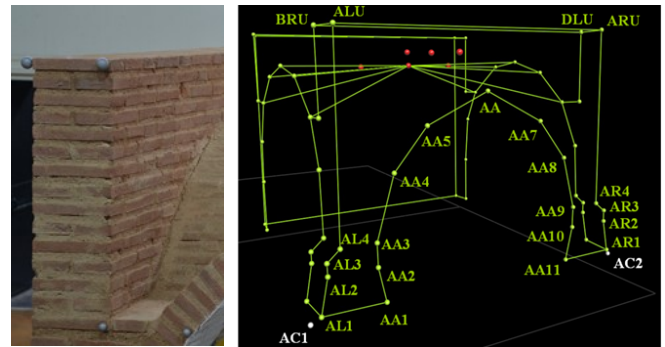 BRU ALU DLU ARU
AA
AA5 AA7
AA8
AA4
AR4
AR3
AA9 AR2
AL4 AA3 AA10 AR1
AL3 AC2
AA2 AA11
AL2
AA1
AL1
AC1